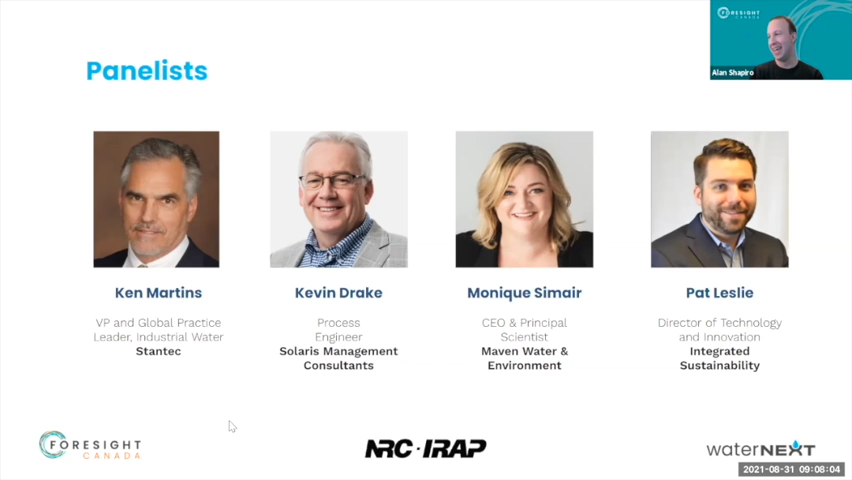 FORESIGHT
CANADA
Alan Shapiro
Panelists
Ken Martins
VP and Global Practice
Leader, Industrial Water
Stantec
Kevin Drake
Process
Engineer
Solaris Management
Consultants
Monique Simair
CEO & Principal
Scientist
Maven Water &
Environment
Pat Leslie
Director of Technology
and Innovation
Integrated
Sustainability
FORESIGHT
CANADA
NRC · IRAP
waterNEXT
2021-08-31 09:08:04